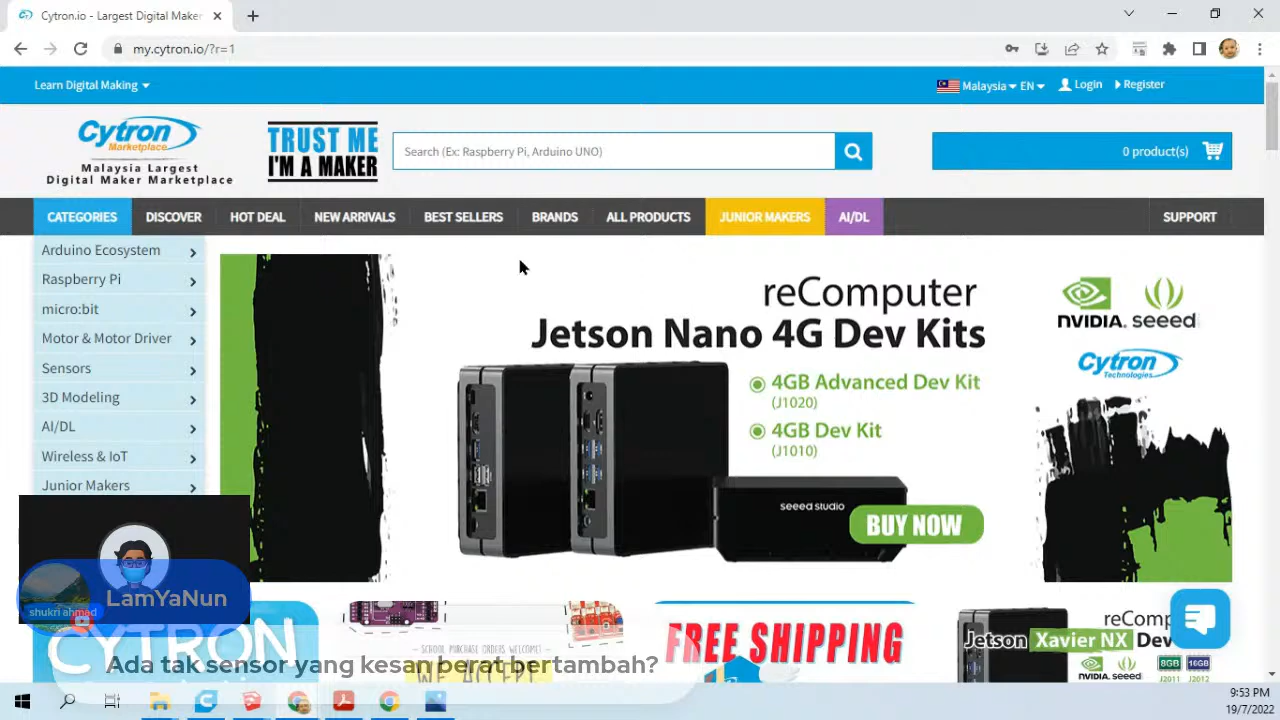 Cytron.io - Largest Digital Maker
my.cytron.io/?r=1
Learn Digital Making
Malaysia EN Login Register
Cytron
Marketplace
Malaysia Largest
Digital Maker Marketplace
TRUST ME
I'M A MAKER
Search (Ex: Raspberry Pi, Arduino UNO)
0 product(s)
CATEGORIES DISCOVER HOT DEAL NEW ARRIVALS BEST SELLERS BRANDS ALL PRODUCTS JUNIOR MAKERS AI/DL SUPPORT
Arduino Ecosystem
Raspberry Pi
micro:bit
Motor & Motor Driver
Sensors
3D Modeling
AI/DL
Wireless & IoT
Junior Makers
reComputer
Jetson Nano 4G Dev Kits
4GB Advanced Dev Kit
(J1020)
4GB Dev Kit
(J1010)
NVIDIA. seeed
Cytron
Technologies
seeed studio
BUY NOW
shukri ahmed
LamYaNun
Ada tak sensor yang kesan berat bertambah?
CYTRON
SCHOOL PURCHASE ORDERS WELCOME!
WE ACCEPT
FREE SHIPPING
reCom
Jetson Xavier NX Dev
NVIDIA. seeed
8GB 16GB
J2011 J2012
9:53 PM
19/7/2022